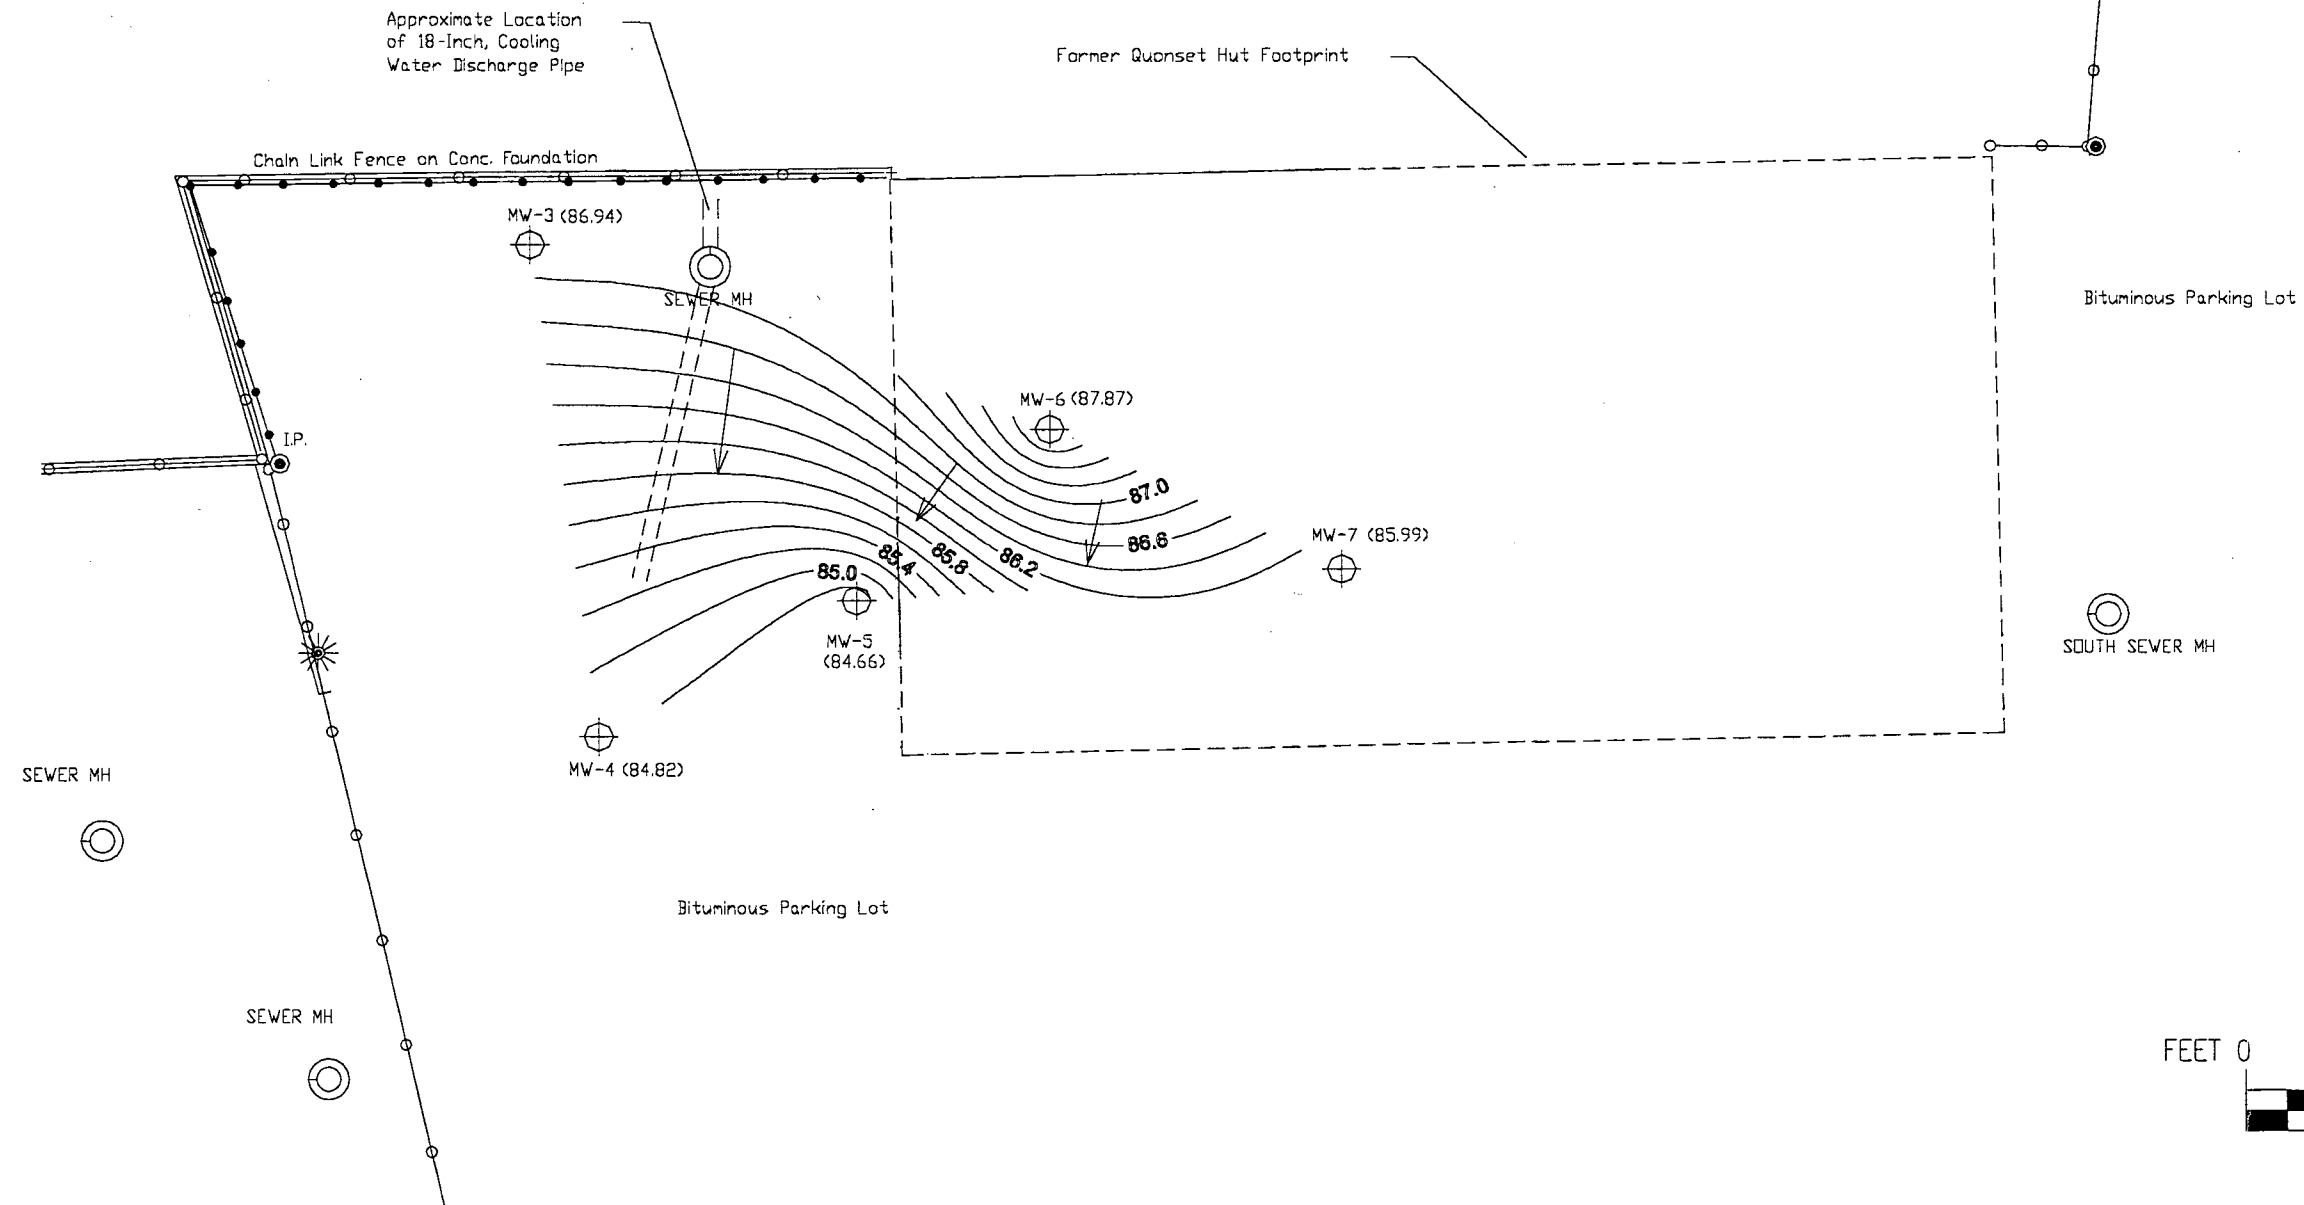 Approximate Location
of 18-Inch, Cooling
Water Discharge Pipe
Former Quonset Hut Footprint
Chain Link Fence on Conc. Foundation
MW-3 (86.94)
SEWER MH
Bituminous Parking Lot
MW-6 (87.87)
I.P.
87.0
86.6
MW-7 (85.99)
86.2
85.8
85.4
85.0
MW-5
(84.66)
SOUTH SEWER MH
MW-4 (84.82)
SEWER MH
Bituminous Parking Lot
SEWER MH
FEET 0